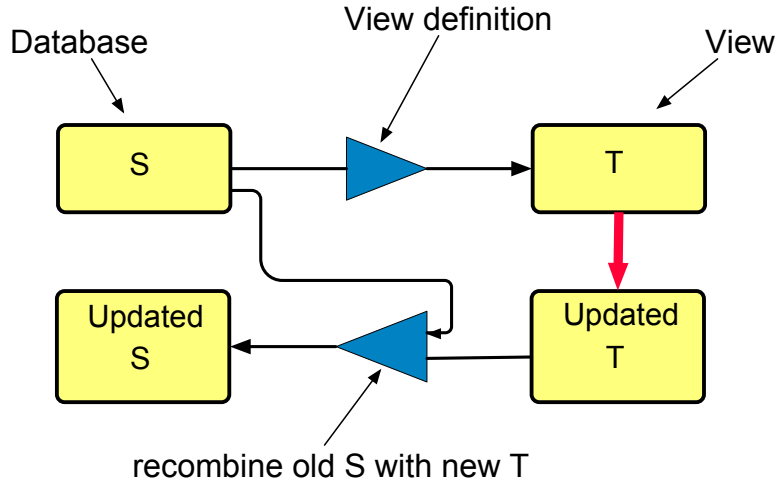 View definition
Database
View
S
T
Updated
S
Updated
T
recombine old S with new T